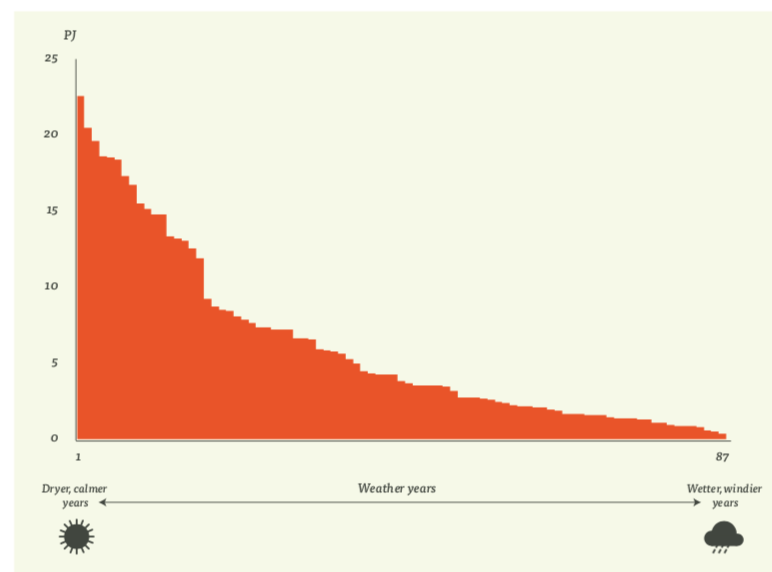 PJ
25
20
15
10
5
0
1
87
Dryer, calmer
years
Weather years
Wetter, windier
years